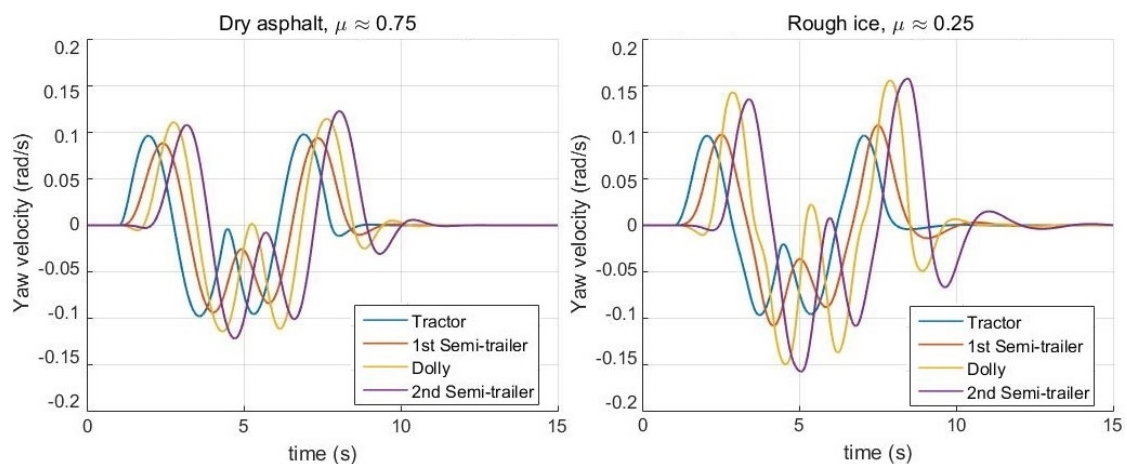 Dry asphalt, μ ≈ 0.75
0.2
0.15
0.1
0.05
0
-0.05
-0.1
-0.15
-0.2
Yaw velocity (rad/s)
0 5 10 15
time (s)
Tractor
1st Semi-trailer
Dolly
2nd Semi-trailer
Rough ice, μ ≈ 0.25
0.2
0.15
0.1
0.05
0
-0.05
-0.1
-0.15
-0.2
Yaw velocity (rad/s)
0 5 10 15
time (s)
Tractor
1st Semi-trailer
Dolly
2nd Semi-trailer